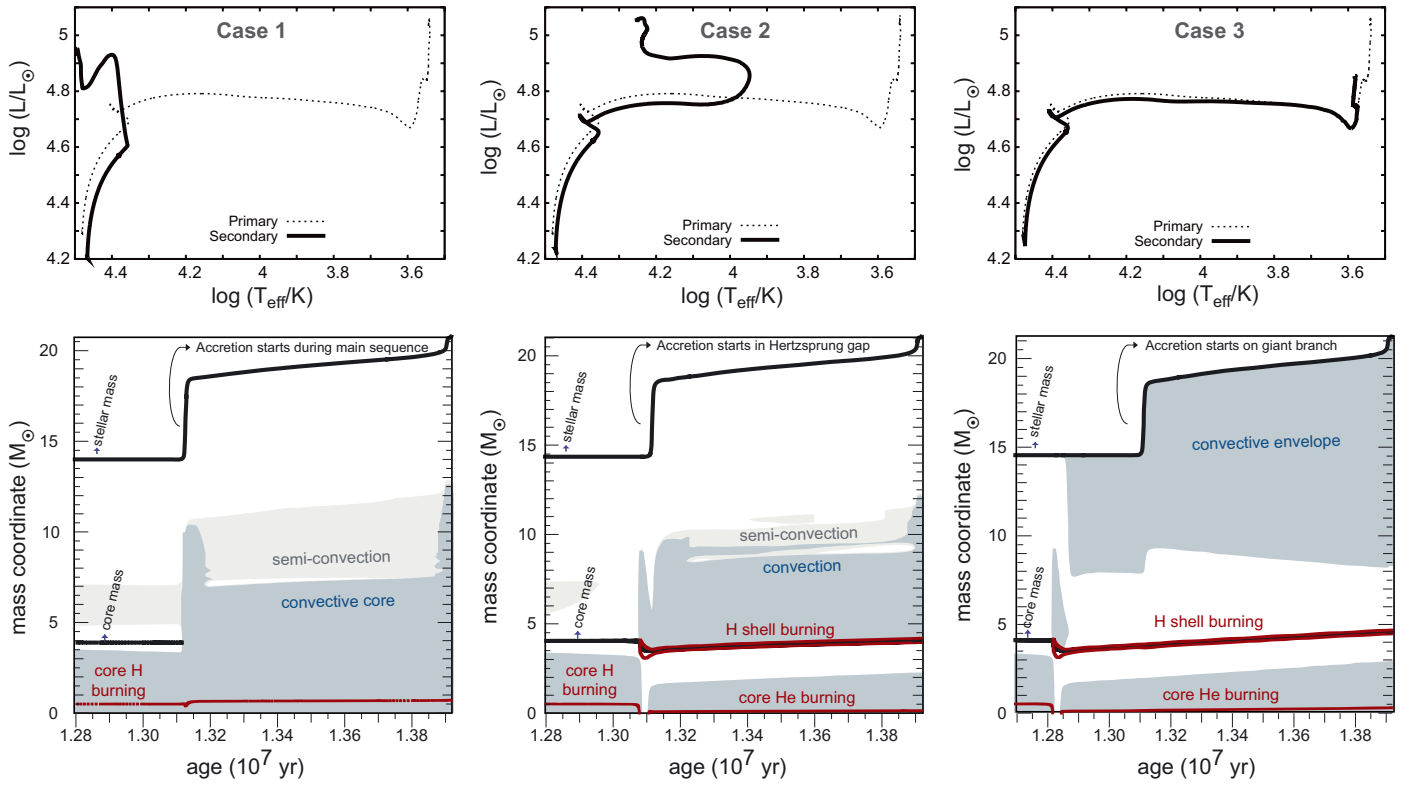 Case 1
log (L/L⊙)
5
4.8
4.6
4.4
4.2
Primary
Secondary
4.4
4.2
4
3.8
3.6
log (Teff/K)
Case 2
log (L/L⊙)
5
4.8
4.6
4.4
4.2
Primary
Secondary
4.4
4.2
4
3.8
3.6
log (Teff/K)
Case 3
log (L/L⊙)
5
4.8
4.6
4.4
4.2
Primary
Secondary
4.4
4.2
4
3.8
3.6
log (Teff/K)
mass coordinate (M⊙)
20
15
10
5
0
Accretion starts during main sequence
stellar mass
semi-convection
core mass
convective core
core H
burning
1.28
1.30
1.32
1.34
1.36
1.38
age (10⁷ yr)
mass coordinate (M⊙)
20
15
10
5
0
Accretion starts in Hertzsprung gap
stellar mass
semi-convection
convection
core mass
H shell burning
core H
burning
core He burning
1.28
1.30
1.32
1.34
1.36
1.38
age (10⁷ yr)
mass coordinate (M⊙)
20
15
10
5
0
Accretion starts on giant branch
stellar mass
convective envelope
core mass
H shell burning
core He burning
1.28
1.30
1.32
1.34
1.36
1.38
age (10⁷ yr)